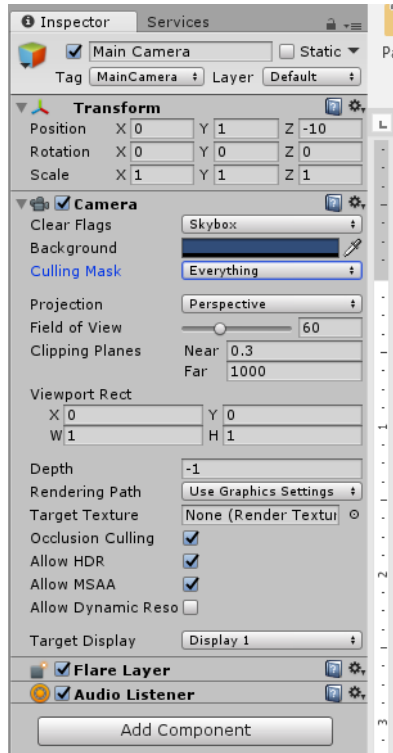 Inspector Services
Main Camera Static
Tag MainCamera Layer Default
Transform
Position X 0 Y 1 Z -10
Rotation X 0 Y 0 Z 0
Scale X 1 Y 1 Z 1
Camera
Clear Flags Skybox
Background
Culling Mask Everything
Projection Perspective
Field of View 60
Clipping Planes Near 0.3
Far 1000
Viewport Rect
X 0 Y 0
W 1 H 1
Depth -1
Rendering Path Use Graphics Settings
Target Texture None (Render Textur
Occlusion Culling
Allow HDR
Allow MSAA
Allow Dynamic Reso
Target Display Display 1
Flare Layer
Audio Listener
Add Component